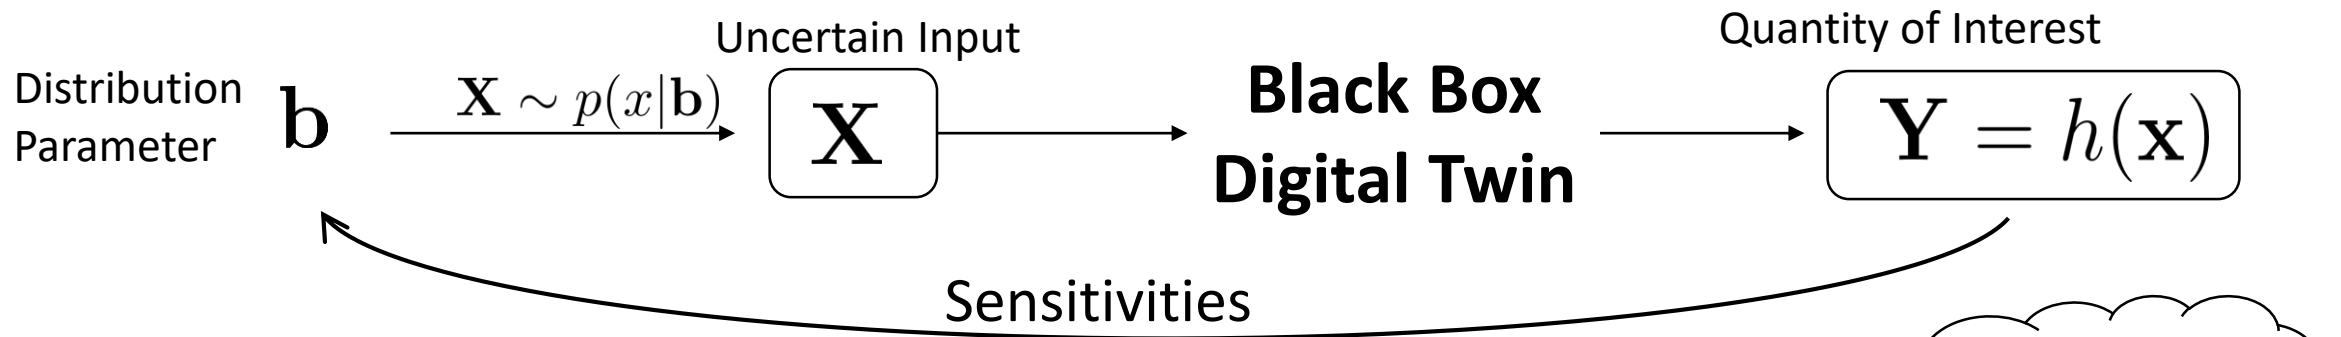 Distribution
Parameter
b
X ∼ p(x|b)
Uncertain Input
X
Black Box
Digital Twin
Quantity of Interest
Y = h(x)
Sensitivities